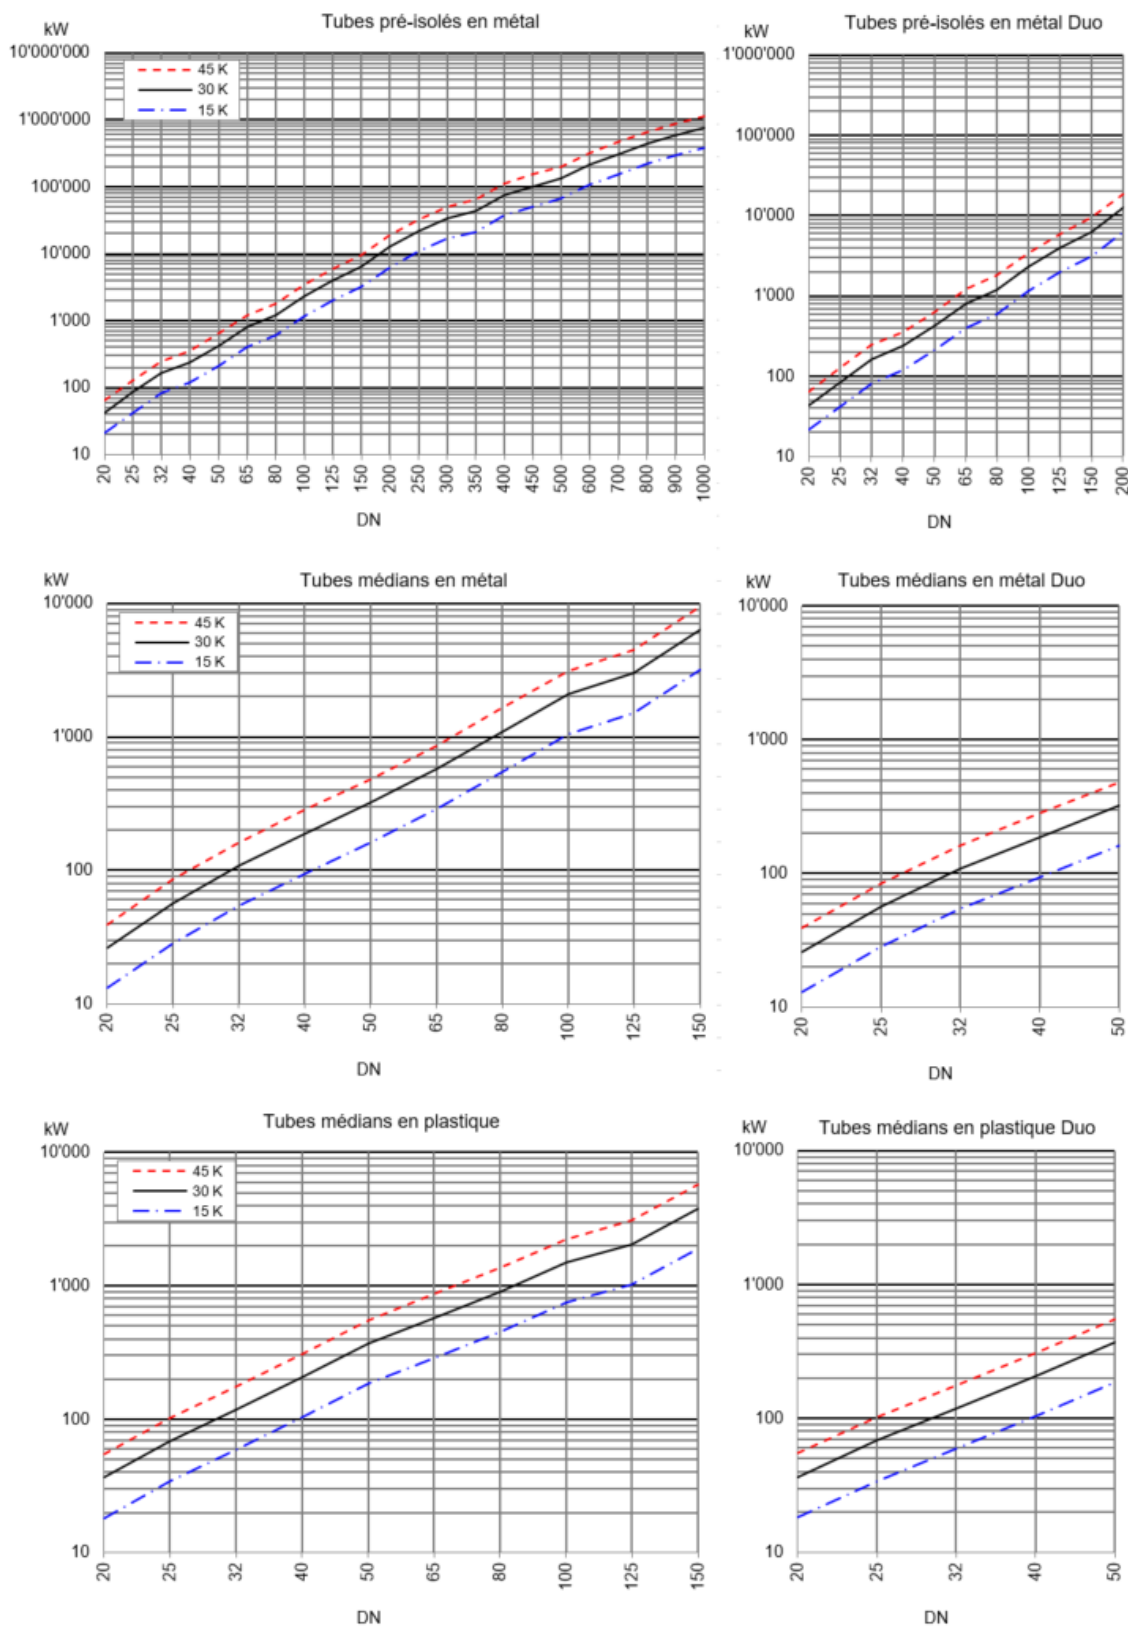 Tubes pré-isolés en métal
kW
10'000'000
1'000'000
100'000
10'000
1'000
100
10
45 K
30 K
15 K
20 25 32 40 50 65 80 100 125 150 200 250 300 350 400 450 500 600 700 800 900 1000
DN
Tubes pré-isolés en métal Duo
kW
1'000'000
100'000
10'000
1'000
100
10
20 25 32 40 50 65 80 100 125 150 200
DN
Tubes médians en métal
kW
10'000
1'000
100
10
45 K
30 K
15 K
20 25 32 40 50 65 80 100 125 150
DN
Tubes médians en métal Duo
kW
10'000
1'000
100
10
20 25 32 40 50
DN
Tubes médians en plastique
kW
10'000
1'000
100
10
45 K
30 K
15 K
20 25 32 40 50 65 80 100 125 150
DN
Tubes médians en plastique Duo
kW
10'000
1'000
100
10
20 25 32 40 50
DN